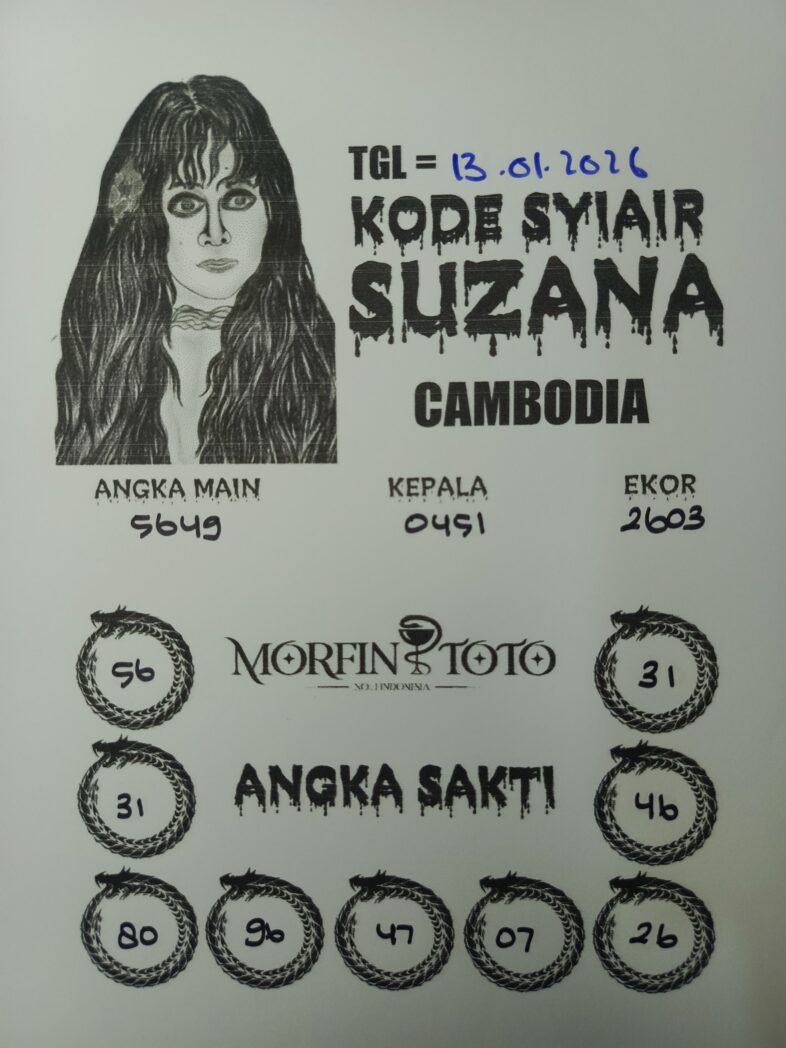 TGL = 13.01.2026
KODE SYIAIR
SUZANA
CAMBODIA
ANGKA MAIN KEPALA EKOR
5649 0451 2603
56 MORFIN TOTO 31
NO.1 INDONESIA
31 ANGKA SAKTI 46
80 96 47 07 26